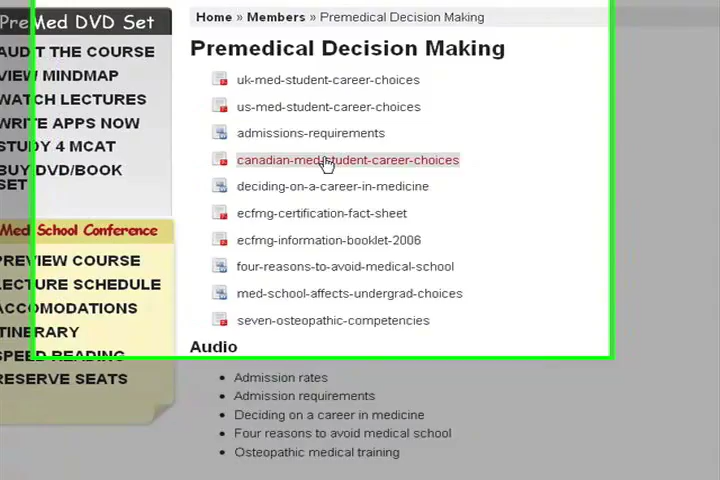 PreMed DVD Set
AUDIT THE COURSE
VIEW MINDMAP
WATCH LECTURES
WRITE APPS NOW
STUDY 4 MCAT
BUY DVD/BOOK
SET
Med School Conference
PREVIEW COURSE
LECTURE SCHEDULE
ACCOMODATIONS
ITINERARY
SPEED READING
RESERVE SEATS
Home » Members » Premedical Decision Making
Premedical Decision Making
uk-med-student-career-choices
us-med-student-career-choices
admissions-requirements
canadian-med-student-career-choices
deciding-on-a-career-in-medicine
ecfmg-certification-fact-sheet
ecfmg-information-booklet-2006
four-reasons-to-avoid-medical-school
med-school-affects-undergrad-choices
seven-osteopathic-competencies
Audio
Admission rates
Admission requirements
Deciding on a career in medicine
Four reasons to avoid medical school
Osteopathic medical training